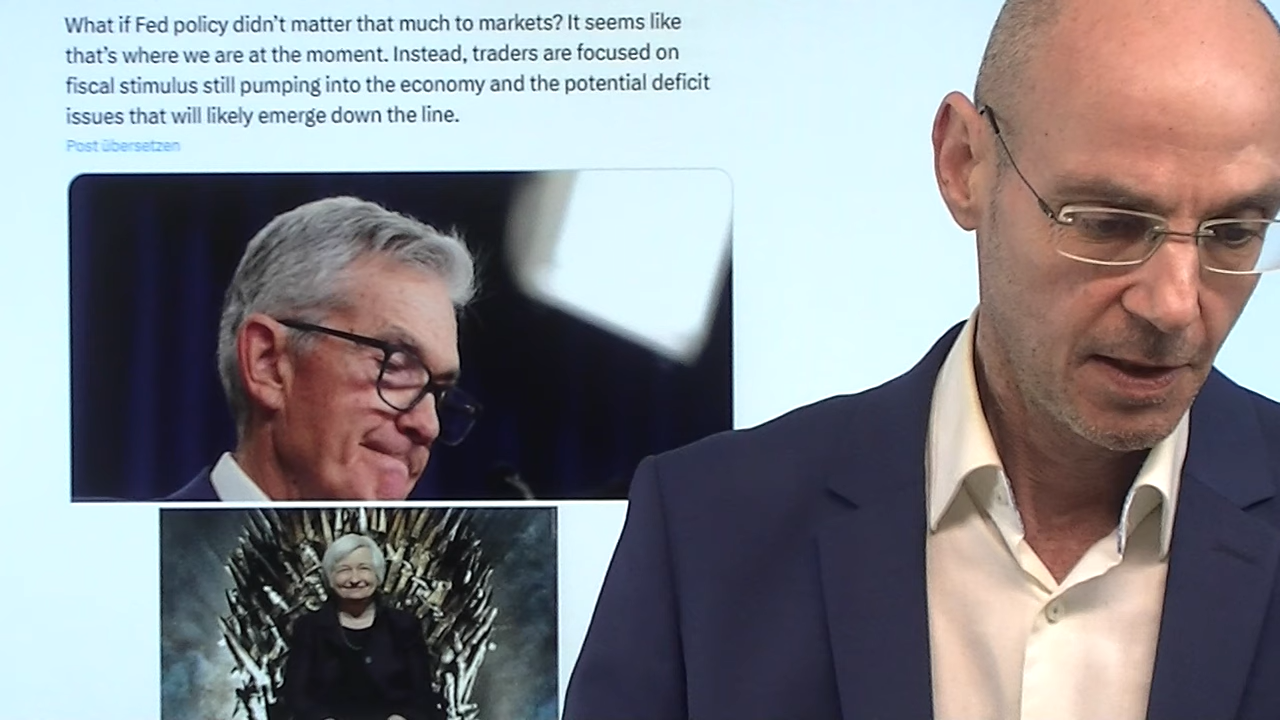 What if Fed policy didn’t matter that much to markets? It seems like
that’s where we are at the moment. Instead, traders are focused on
fiscal stimulus still pumping into the economy and the potential deficit
issues that will likely emerge down the line.
Post übersetzen